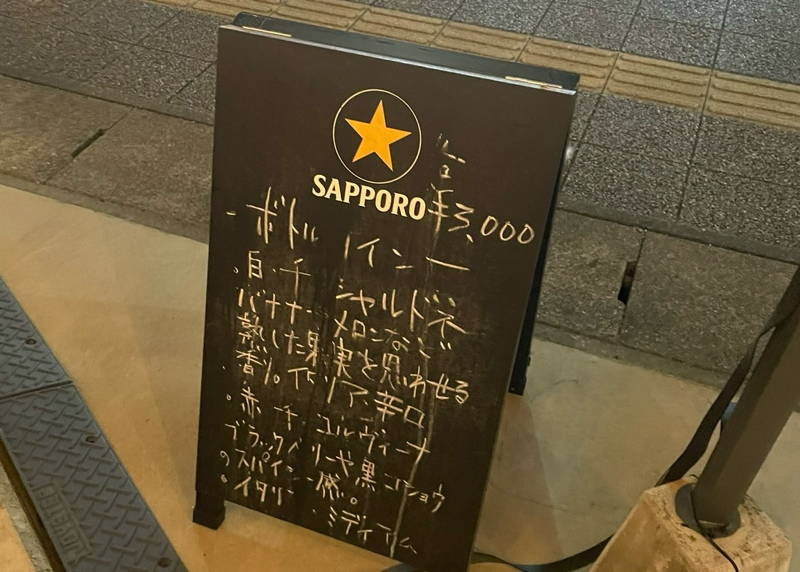 SAPPORO
各
¥3,000
-ボトルワイン-
・白・チリ シャルドネ
バナナ・メロンなど
熟した果実を思わせる
香り。イタリア 辛口
・赤 チ コルヴィーナ
ブラックベリーや黒コショウ
のスパイシー感。
・イタリー ・ミディアム